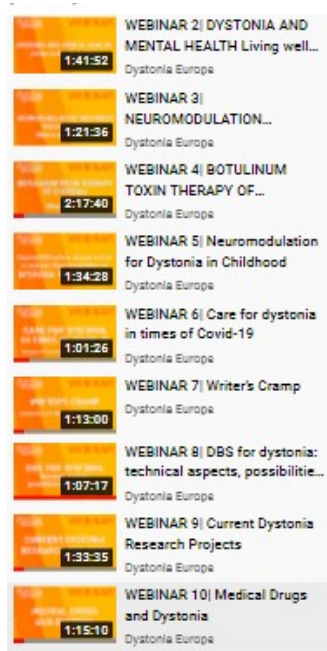 WEBINAR 2| DYSTONIA AND
MENTAL HEALTH Living well...
1:41:52
Dystonia Europe
WEBINAR 3|
NEUROMODULATION...
1:21:36
Dystonia Europe
WEBINAR 4| BOTULINUM
TOXIN THERAPY OF...
2:17:40
Dystonia Europe
WEBINAR 5| Neuromodulation
for Dystonia in Childhood
1:34:28
Dystonia Europe
WEBINAR 6| Care for dystonia
in times of Covid-19
1:01:26
Dystonia Europe
WEBINAR 7| Writer's Cramp
WRITER'S CRAMP
1:13:00
Dystonia Europe
WEBINAR 8| DBS for dystonia:
technical aspects, possibilitie...
1:07:17
Dystonia Europe
WEBINAR 9| Current Dystonia
Research Projects
1:33:35
Dystonia Europe
WEBINAR 10| Medical Drugs
and Dystonia
1:15:10
Dystonia Europe